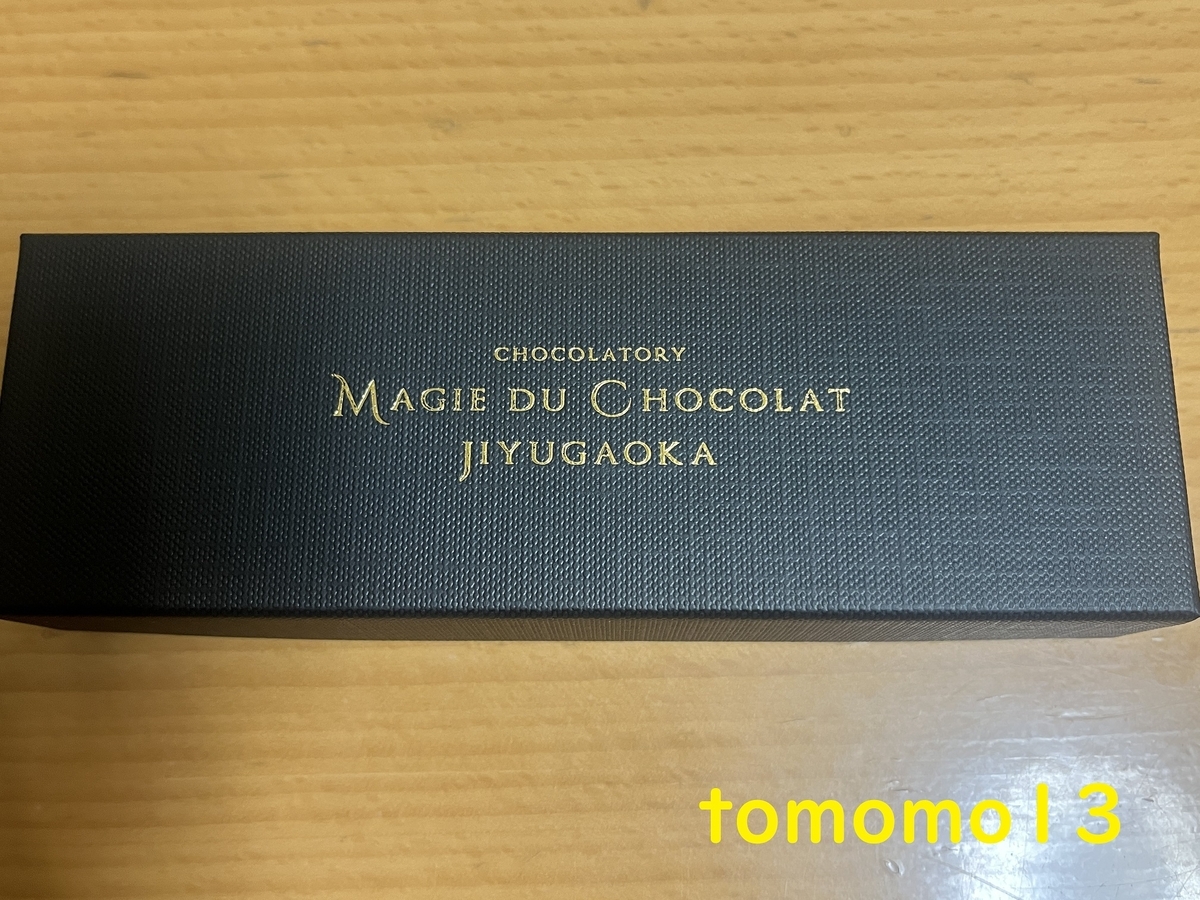 CHOCOLATORY
MAGIE DU CHOCOLAT
JIYUGAOKA
tomomo13